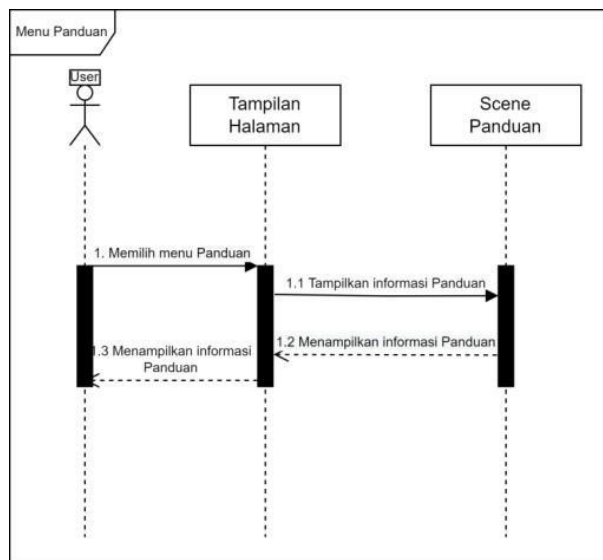 Menu Panduan
User
Tampilan
Halaman
Scene
Panduan
1. Memilih menu Panduan
1.1 Tampilkan informasi Panduan
1.2 Menampilkan informasi Panduan
1.3 Menampilkan informasi
Panduan